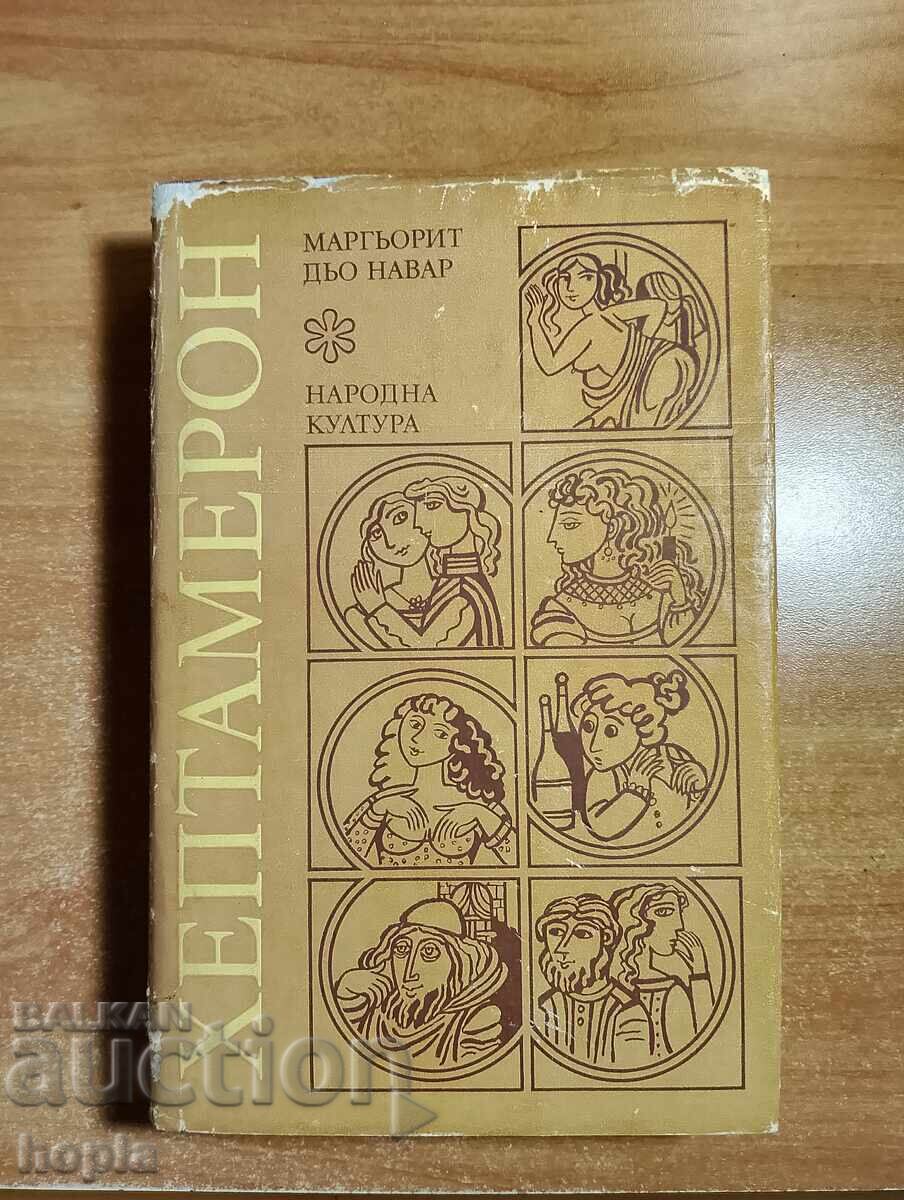 ХЕПТАМЕРОН
МАРГЬОРИТ
ДЬО НАВАР
НАРОДНА
КУЛТУРА
BALKAN
auction
hopla